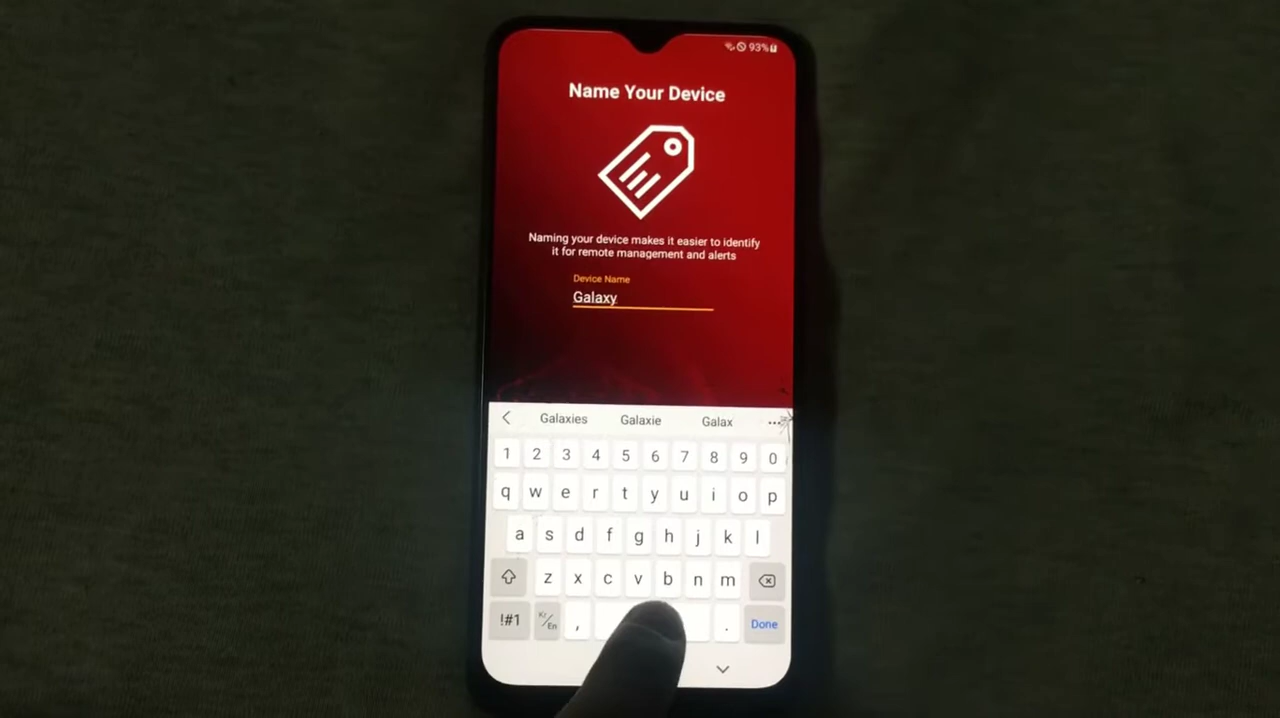 93%
Name Your Device
Naming your device makes it easier to identify
it for remote management and alerts
Device Name
Galaxy
Galaxies Galaxie Galax
1 2 3 4 5 6 7 8 9 0
q w e r t y u i o p
a s d f g h j k l
z x c v b n m
!#1 Kr/En , . Done